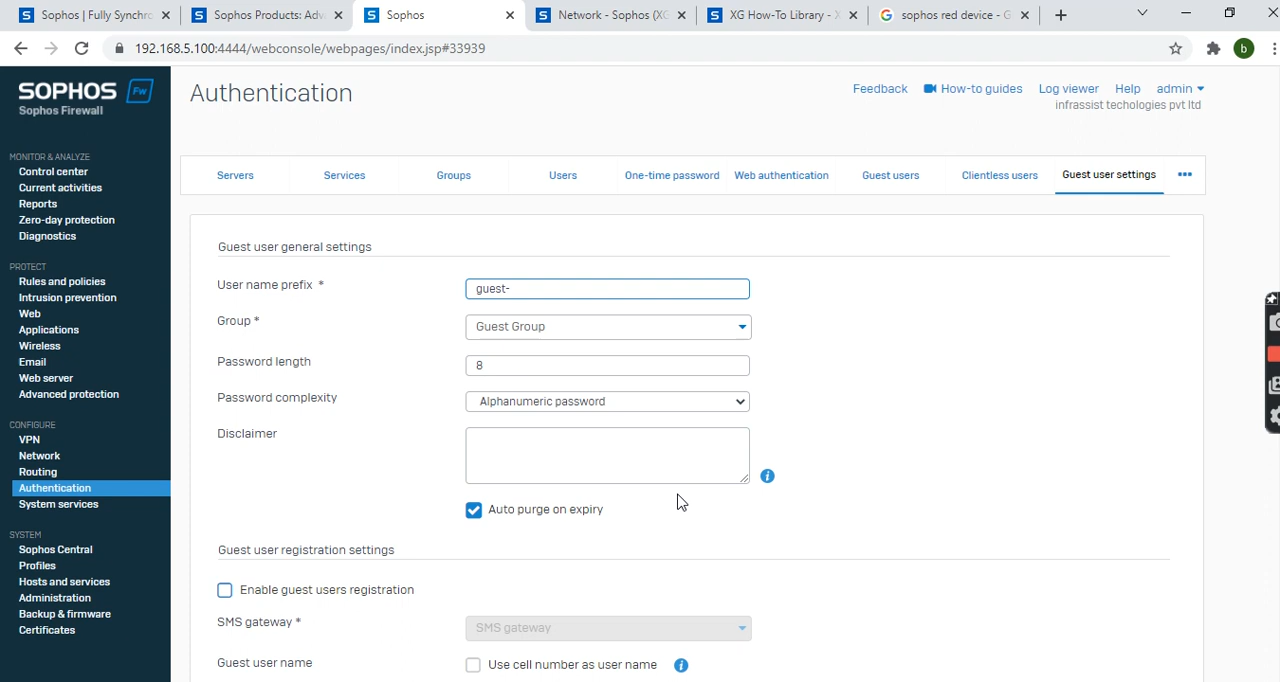 Sophos | Fully Synchro
Sophos Products: Adv
Sophos
Network - Sophos (XG
XG How-To Library - X
sophos red device - G
192.168.5.100:4444/webconsole/webpages/index.jsp#33939
b
SOPHOS Fw
Sophos Firewall
Authentication
Feedback
How-to guides
Log viewer
Help
admin
infrassist techologies pvt ltd
MONITOR & ANALYZE
Control center
Current activities
Reports
Zero-day protection
Diagnostics
PROTECT
Rules and policies
Intrusion prevention
Web
Applications
Wireless
Email
Web server
Advanced protection
CONFIGURE
VPN
Network
Routing
Authentication
System services
SYSTEM
Sophos Central
Profiles
Hosts and services
Administration
Backup & firmware
Certificates
Servers
Services
Groups
Users
One-time password
Web authentication
Guest users
Clientless users
Guest user settings
Guest user general settings
User name prefix *
guest-
Group *
Guest Group
Password length
8
Password complexity
Alphanumeric password
Disclaimer
Auto purge on expiry
Guest user registration settings
Enable guest users registration
SMS gateway *
SMS gateway
Guest user name
Use cell number as user name